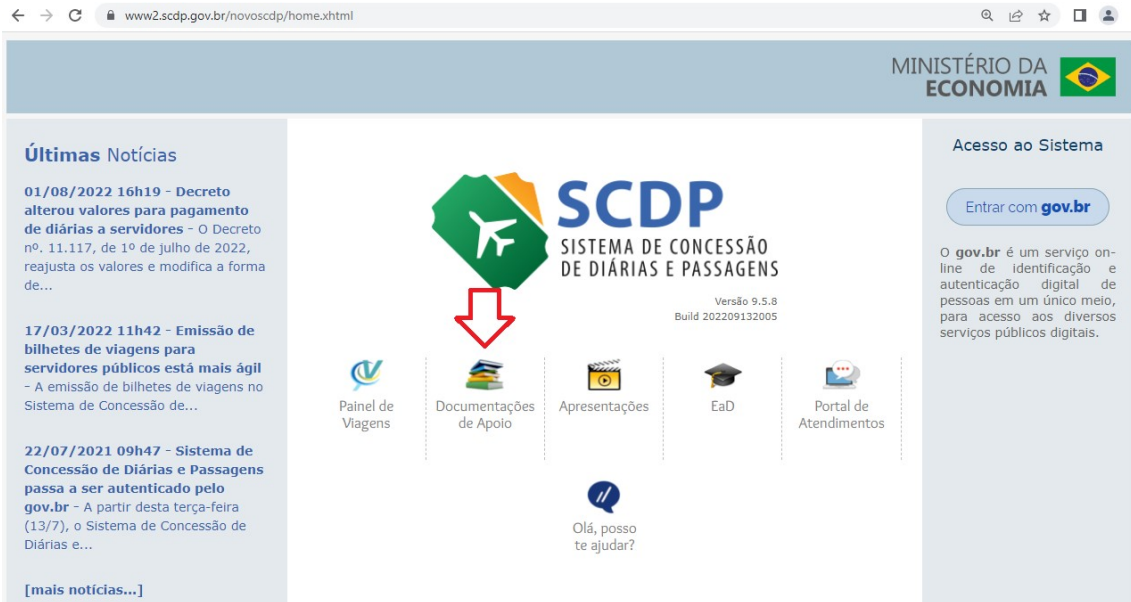 www2.scdp.gov.br/novoscdp/home.xhtml
MINISTÉRIO DA
ECONOMIA
Últimas Notícias
01/08/2022 16h19 - Decreto
alterou valores para pagamento
de diárias a servidores - O Decreto
nº. 11.117, de 1º de julho de 2022,
reajusta os valores e modifica a forma
de...
17/03/2022 11h42 - Emissão de
bilhetes de viagens para
servidores públicos está mais ágil
- A emissão de bilhetes de viagens no
Sistema de Concessão de...
22/07/2021 09h47 - Sistema de
Concessão de Diárias e Passagens
passa a ser autenticado pelo
gov.br - A partir desta terça-feira
(13/7), o Sistema de Concessão de
Diárias e...
[mais notícias...]
SCDP
SISTEMA DE CONCESSÃO
DE DIÁRIAS E PASSAGENS
Versão 9.5.8
Build 202209132005
Painel de
Viagens
Documentações
de Apoio
Apresentações
EaD
Portal de
Atendimentos
Olá, posso
te ajudar?
Acesso ao Sistema
Entrar com gov.br
O gov.br é um serviço on-
line de identificação e
autenticação digital de
pessoas em um único meio,
para acesso aos diversos
serviços públicos digitais.